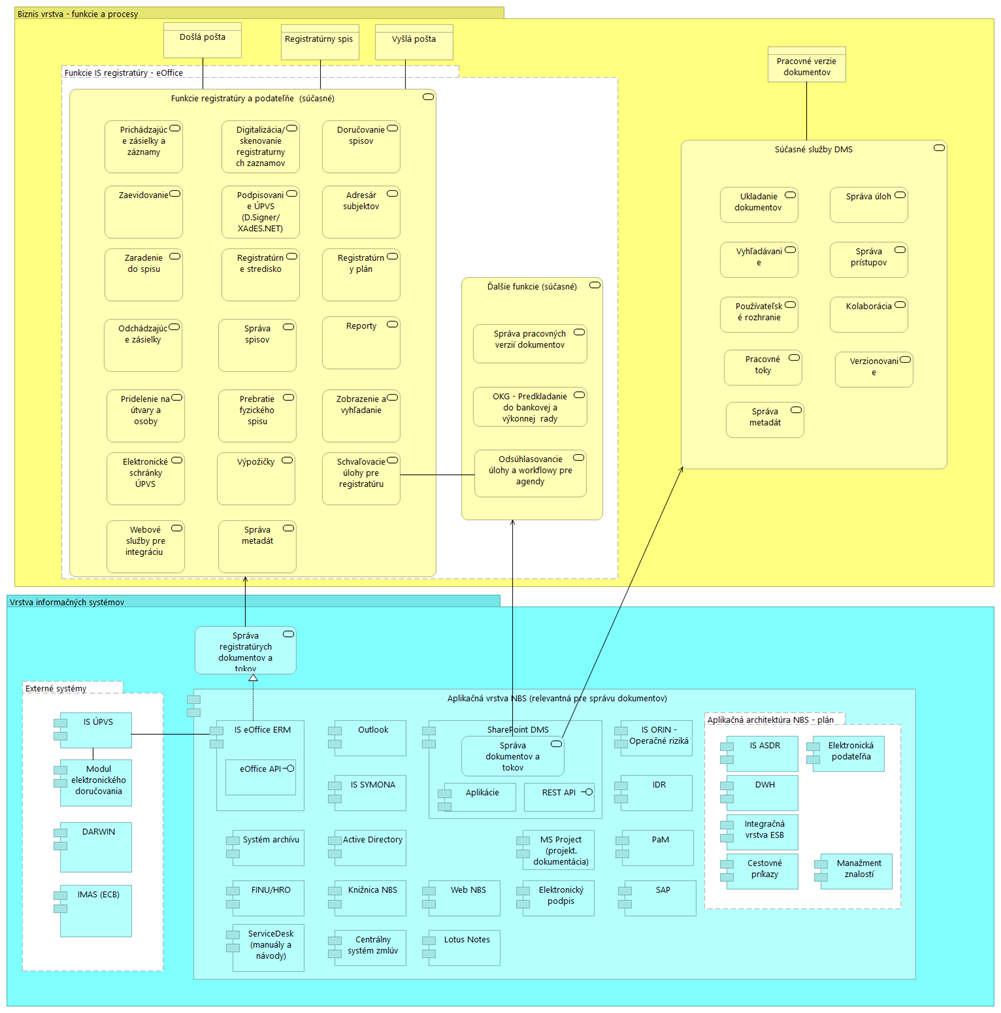 Biznis vrstva - funkcie a procesy
Došlá pošta
Registratúrny spis
Vyšlá pošta
Pracovné verzie
dokumentov
Funkcie IS registratúry - eOffice
Funkcie registratúry a podateľňe (súčasné)
Prichádzajúc
e zásielky a
záznamy
Digitalizácia/
skenovanie
registraturny
ch zaznamov
Doručovanie
spisov
Zaevidovanie
Podpisovani
e ÚPVS
(D.Signer/
XAdES.NET)
Adresár
subjektov
Zaradenie
do spisu
Registratúrn
e stredisko
Registratúrn
y plán
Odchádzajúc
e zásielky
Správa
spisov
Reporty
Pridelenie na
útvary a
osoby
Prebratie
fyzického
spisu
Zobrazenie a
vyhľadanie
Elektronické
schránky
ÚPVS
Výpožičky
Schvaľovacie
úlohy pre
registratúru
Webové
služby pre
integráciu
Správa
metadát
Ďalšie funkcie (súčasné)
Správa pracovných
verzií dokumentov
OKG - Predkladanie
do bankovej a
výkonnej rady
Odsúhlasovancie
úlohy a workflowy pre
agendy
Súčasné služby DMS
Ukladanie
dokumentov
Správa úloh
Vyhľadávani
e
Správa
prístupov
Používateľsk
é rozhranie
Kolaborácia
Pracovné
toky
Verzionovani
e
Správa
metadát
Vrstva informačných systémov
Správa
registratúrych
dokumentov a
tokov
Externé systémy
IS ÚPVS
Modul
elektronického
doručovania
DARWIN
IMAS (ECB)
Aplikačná vrstva NBS (relevantná pre správu dokumentov)
IS eOffice ERM
eOffice API
Outlook
SharePoint DMS
Správa
dokumentov a
tokov
Aplikácie
REST API
IS ORIN -
Operačné riziká
IS SYMONA
IDR
Systém archívu
Active Directory
MS Project
(projekt.
dokumentácia)
PaM
FINU/HRO
Knižnica NBS
Web NBS
Elektronický
podpis
SAP
ServiceDesk
(manuály a
návody)
Centrálny
systém zmlúv
Lotus Notes
Aplikačná architektúra NBS - plán
IS ASDR
Elektronická
podateľňa
DWH
Integračná
vrstva ESB
Cestovné
príkazy
Manažment
znalostí